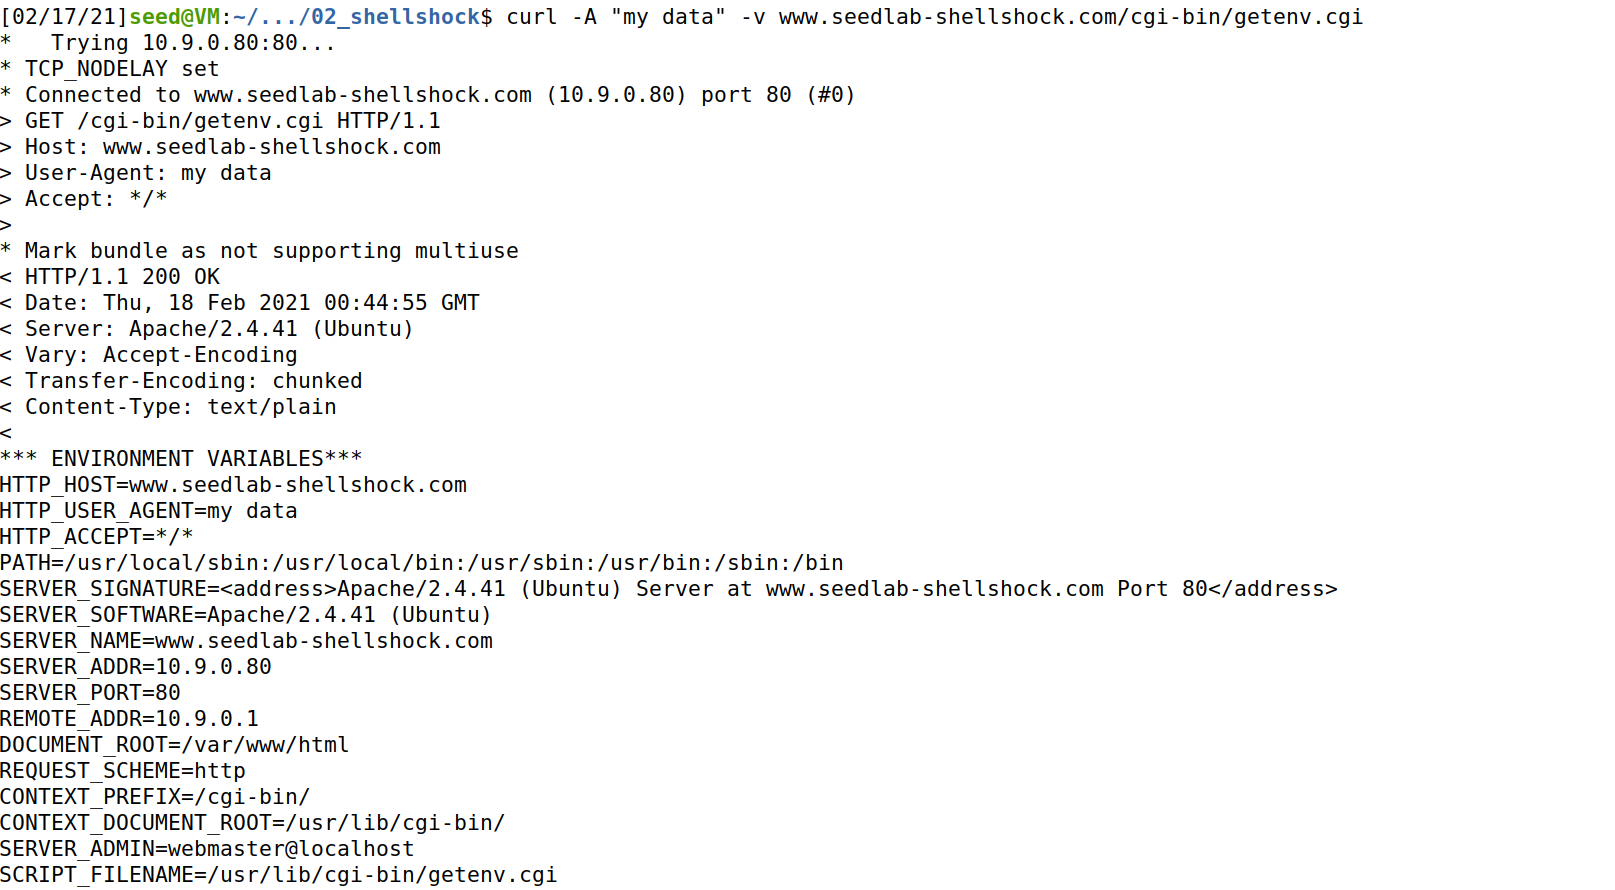 [02/17/21]seed@VM:~/.../02_shellshock$ curl -A "my data" -v www.seedlab-shellshock.com/cgi-bin/getenv.cgi
*   Trying 10.9.0.80:80...
* TCP_NODELAY set
* Connected to www.seedlab-shellshock.com (10.9.0.80) port 80 (#0)
> GET /cgi-bin/getenv.cgi HTTP/1.1
> Host: www.seedlab-shellshock.com
> User-Agent: my data
> Accept: */*
>
* Mark bundle as not supporting multiuse
< HTTP/1.1 200 OK
< Date: Thu, 18 Feb 2021 00:44:55 GMT
< Server: Apache/2.4.41 (Ubuntu)
< Vary: Accept-Encoding
< Transfer-Encoding: chunked
< Content-Type: text/plain
<
*** ENVIRONMENT VARIABLES***
HTTP_HOST=www.seedlab-shellshock.com
HTTP_USER_AGENT=my data
HTTP_ACCEPT=*/*
PATH=/usr/local/sbin:/usr/local/bin:/usr/sbin:/usr/bin:/sbin:/bin
SERVER_SIGNATURE=<address>Apache/2.4.41 (Ubuntu) Server at www.seedlab-shellshock.com Port 80</address>
SERVER_SOFTWARE=Apache/2.4.41 (Ubuntu)
SERVER_NAME=www.seedlab-shellshock.com
SERVER_ADDR=10.9.0.80
SERVER_PORT=80
REMOTE_ADDR=10.9.0.1
DOCUMENT_ROOT=/var/www/html
REQUEST_SCHEME=http
CONTEXT_PREFIX=/cgi-bin/
CONTEXT_DOCUMENT_ROOT=/usr/lib/cgi-bin/
SERVER_ADMIN=webmaster@localhost
SCRIPT_FILENAME=/usr/lib/cgi-bin/getenv.cgi